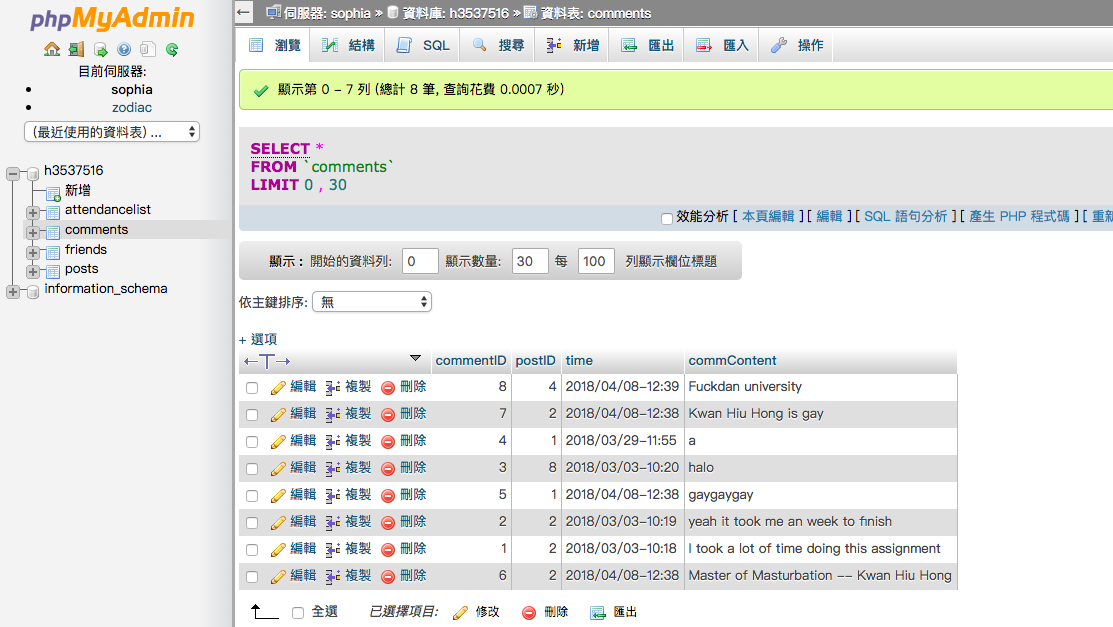 phpMyAdmin
目前伺服器:
sophia
zodiac
(最近使用的資料表) ...
h3537516
新增
attendancelist
comments
friends
posts
information_schema
伺服器: sophia » 資料庫: h3537516 » 資料表: comments
瀏覽 結構 SQL 搜尋 新增 匯出 匯入 操作
顯示第 0 - 7 列 (總計 8 筆, 查詢花費 0.0007 秒)
SELECT *
FROM `comments`
LIMIT 0 , 30
效能分析 [ 本頁編輯 ] [ 編輯 ] [ SQL 語句分析 ] [ 產生 PHP 程式碼 ] [ 重新
顯示 : 開始的資料列: 0 顯示數量: 30 每 100 列顯示欄位標題
依主鍵排序: 無
+ 選項
←T→ commentID postID time commContent
編輯 複製 刪除 8 4 2018/04/08-12:39 Fuckdan university
編輯 複製 刪除 7 2 2018/04/08-12:38 Kwan Hiu Hong is gay
編輯 複製 刪除 4 1 2018/03/29-11:55 a
編輯 複製 刪除 3 8 2018/03/03-10:20 halo
編輯 複製 刪除 5 1 2018/04/08-12:38 gaygaygay
編輯 複製 刪除 2 2 2018/03/03-10:19 yeah it took me an week to finish
編輯 複製 刪除 1 2 2018/03/03-10:18 I took a lot of time doing this assignment
編輯 複製 刪除 6 2 2018/04/08-12:38 Master of Masturbation -- Kwan Hiu Hong
全選 已選擇項目: 修改 刪除 匯出